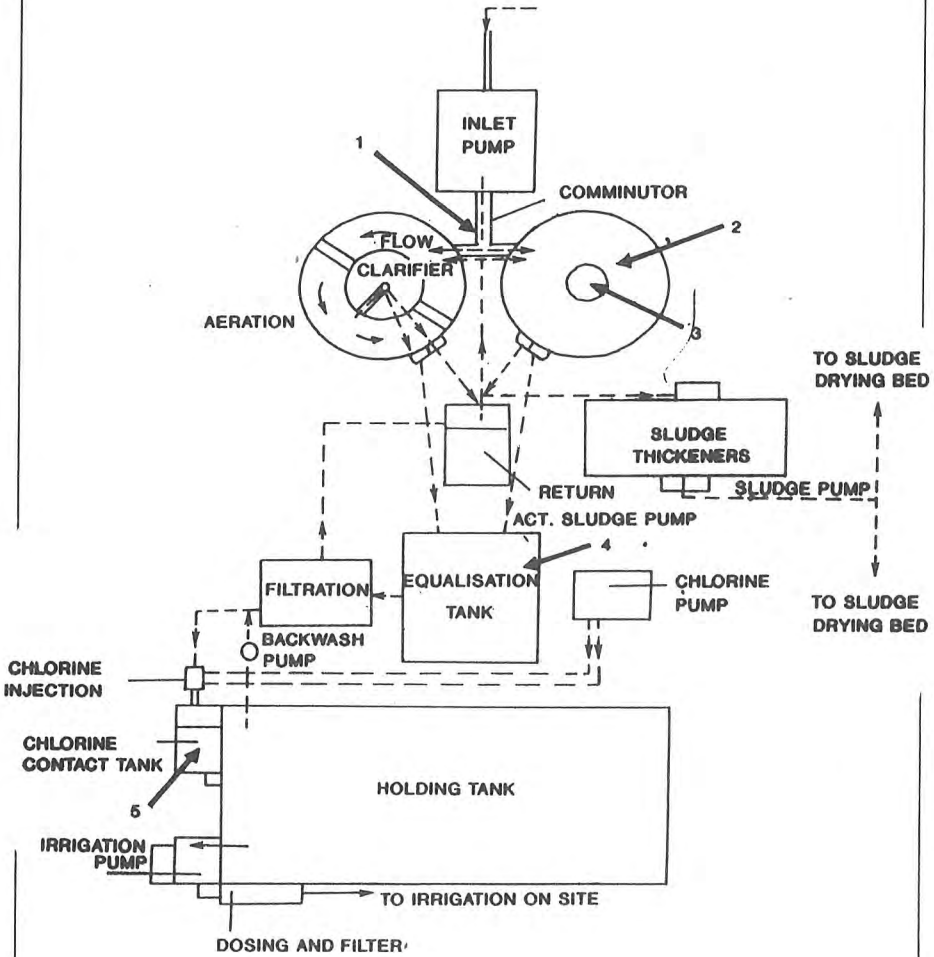 INLET
PUMP
1
COMMINUTOR
2
FLOW
CLARIFIER
3
AERATION
TO SLUDGE
DRYING BED
SLUDGE
THICKENERS
SLUDGE PUMP
RETURN
ACT. SLUDGE PUMP
4
EQUALISATION
TANK
FILTRATION
CHLORINE
PUMP
TO SLUDGE
DRYING BED
BACKWASH
PUMP
CHLORINE
INJECTION
CHLORINE
CONTACT TANK
5
HOLDING TANK
IRRIGATION
PUMP
TO IRRIGATION ON SITE
DOSING AND FILTER